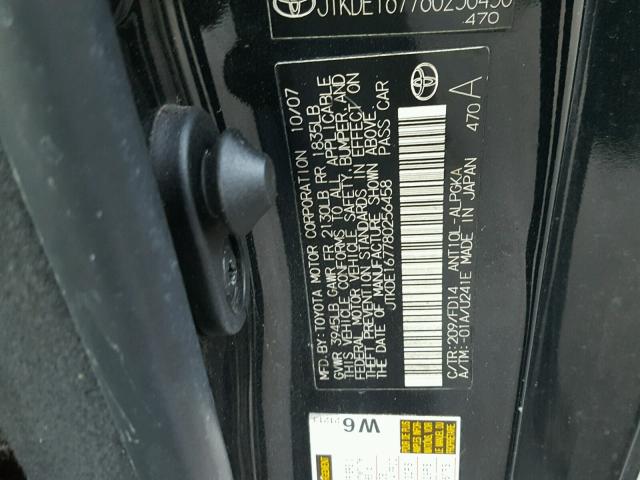 JTKDE167780256458
470
MFD.BY:TOYOTA MOTOR CORPORATION 10/07
GVWR 3945LB GAWR FR 2130LB RR 1835LB
THIS VEHICLE CONFORMS TO ALL APPLICABLE
FEDERAL MOTOR VEHICLE SAFETY, BUMPER, AND
THEFT PREVENTION STANDARDS IN EFFECT ON
THE DATE OF MANUFACTURE SHOWN ABOVE.
JTKDE167780256458 PASS CAR
C/TR:209/FD14 ANT10L-ALPGKA
A/TM:-01A/U241E MADE IN JAPAN
470 A
W6